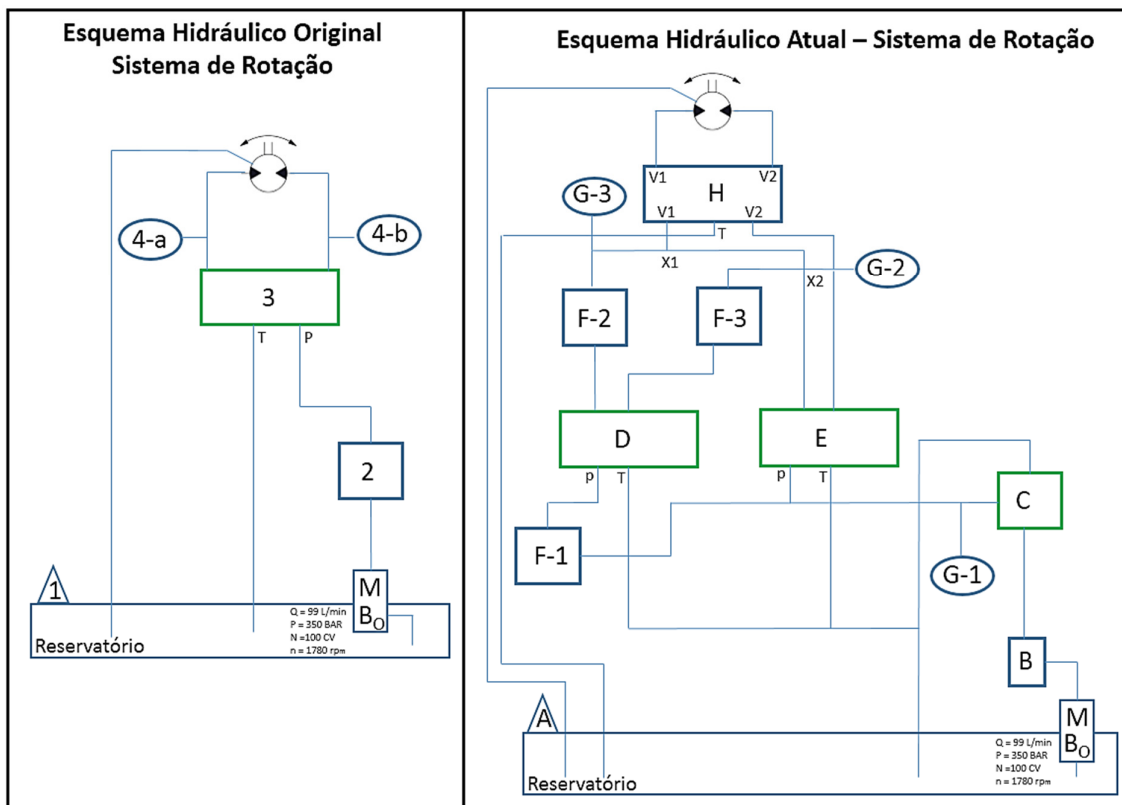 Esquema Hidráulico Original
Sistema de Rotação
4-a
4-b
3
T
P
2
1
M
B₀
Q = 99 L/min
P = 350 BAR
N =100 CV
n = 1780 rpm
Reservatório
Esquema Hidráulico Atual – Sistema de Rotação
V1
V2
H
V1
V2
T
G-3
X1
X2
G-2
F-2
F-3
D
E
p
T
p
T
C
F-1
G-1
B
A
M
B₀
Q = 99 L/min
P = 350 BAR
N =100 CV
n = 1780 rpm
Reservatório